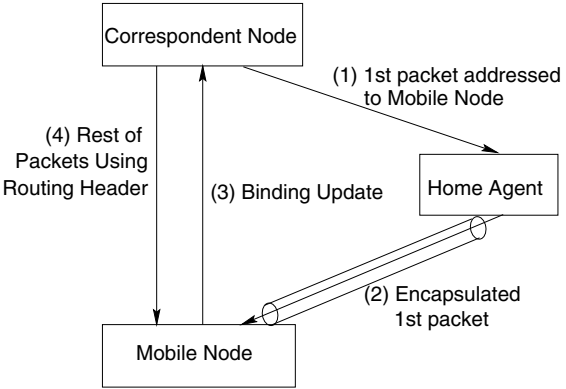 Correspondent Node
(1) 1st packet addressed
to Mobile Node
(4) Rest of
Packets Using
Routing Header
(3) Binding Update
Home Agent
(2) Encapsulated
1st packet
Mobile Node